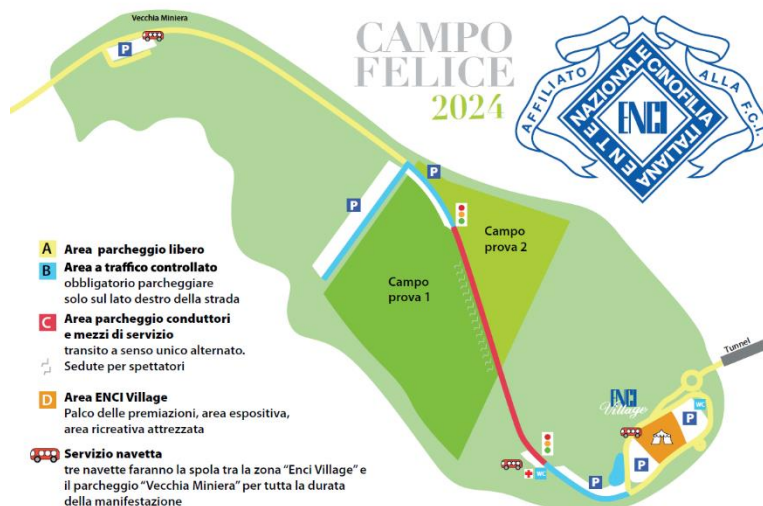 Vecchia Miniera
P
CAMPO
FELICE
2024
AFFILIATO
ALLA F.C.I.
ENTE NAZIONALE CINOFILIA ITALIANA
ENCI
P
P
A Area parcheggio libero
B Area a traffico controllato
obbligatorio parcheggiare
solo sul lato destro della strada
C Area parcheggio conduttori
e mezzi di servizio
transito a senso unico alternato.
Sedute per spettatori
D Area ENCI Village
Palco delle premiazioni, area espositiva,
area ricreativa attrezzata
Servizio navetta
tre navette faranno la spola tra la zona “Enci Village” e
il parcheggio “Vecchia Miniera” per tutta la durata
della manifestazione
Campo
prova 2
Campo
prova 1
Tunnel
ENCI
Village
WC
P
P
WC
P